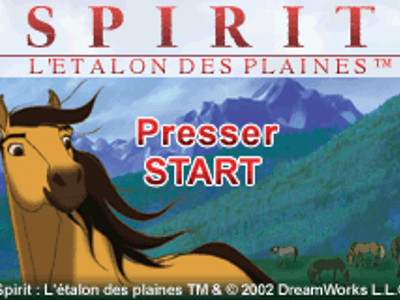 SPIRIT
L'ETALON DES PLAINES™
Presser
START
Spirit : L'étalon des plaines TM & © 2002 DreamWorks L.L.C